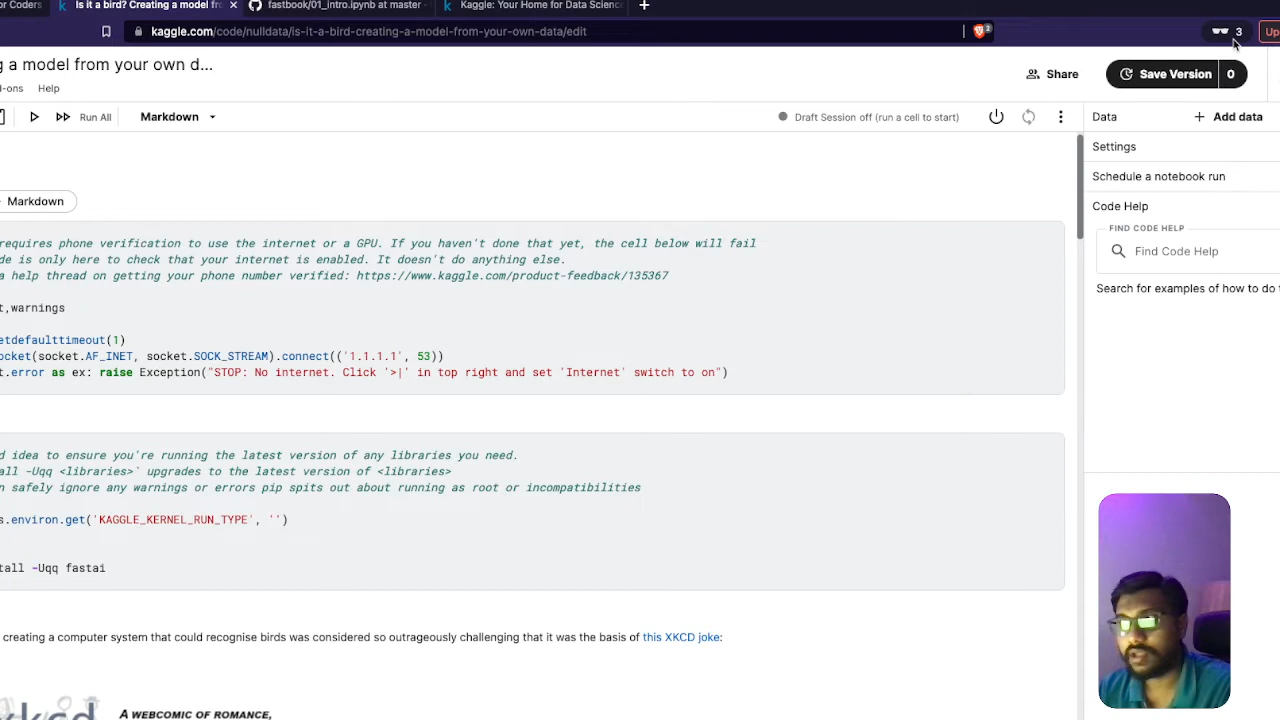 or Coders
Is it a bird? Creating a model fro
fastbook/01_intro.ipynb at master
Kaggle: Your Home for Data Scienc
kaggle.com/code/nulldata/is-it-a-bird-creating-a-model-from-your-own-data/edit
2
3
Up
g a model from your own d...
Share
Save Version
0
d-ons
Help
Run All
Markdown
Draft Session off (run a cell to start)
Data
+ Add data
Settings
Schedule a notebook run
Markdown
Code Help
requires phone verification to use the internet or a GPU. If you haven't done that yet, the cell below will fail
de is only here to check that your internet is enabled. It doesn't do anything else.
a help thread on getting your phone number verified: https://www.kaggle.com/product-feedback/135367
FIND CODE HELP
Find Code Help
Search for examples of how to do t
t,warnings
etdefaulttimeout(1)
ocket(socket.AF_INET, socket.SOCK_STREAM).connect(('1.1.1.1', 53))
t.error as ex: raise Exception("STOP: No internet. Click '>|' in top right and set 'Internet' switch to on")
d idea to ensure you're running the latest version of any libraries you need.
all -Uqq <libraries>` upgrades to the latest version of <libraries>
n safely ignore any warnings or errors pip spits out about running as root or incompatibilities
s.environ.get('KAGGLE_KERNEL_RUN_TYPE', '')
tall -Uqq fastai
creating a computer system that could recognise birds was considered so outrageously challenging that it was the basis of this XKCD joke:
xkcd
A WEBCOMIC OF ROMANCE,